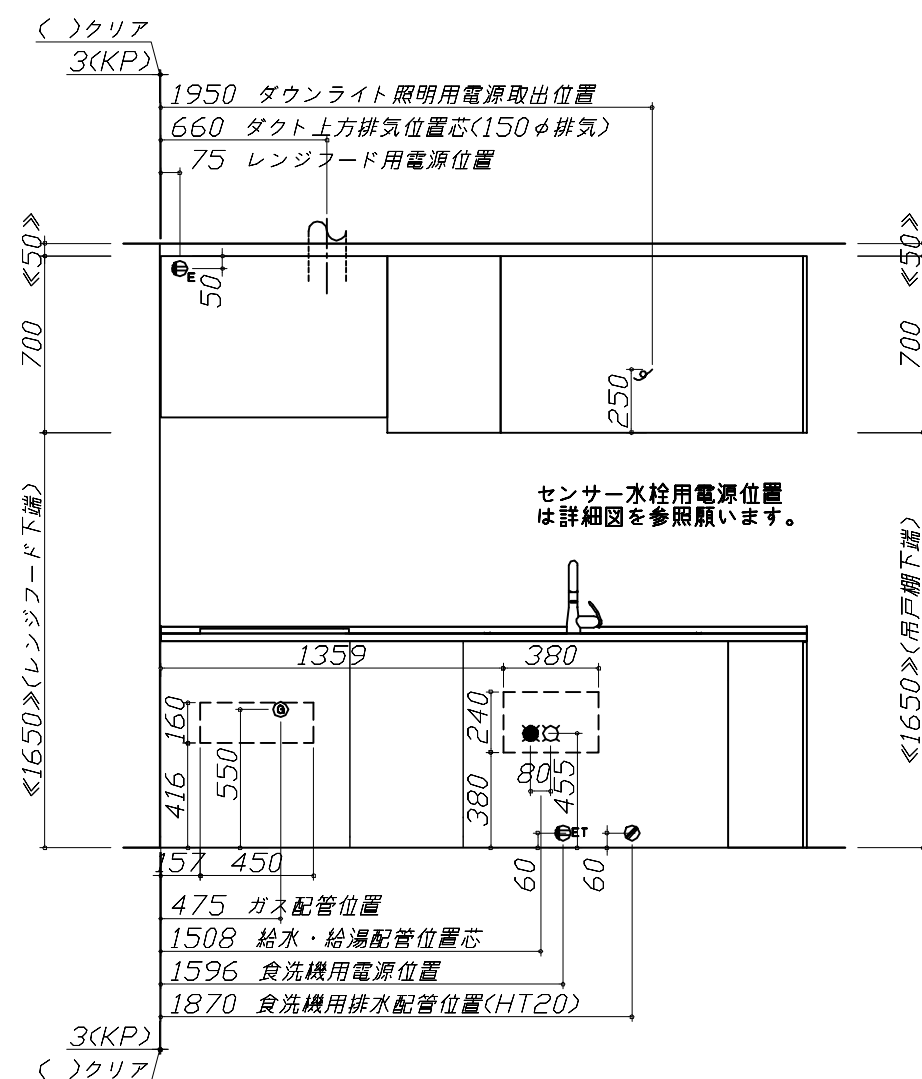 ( )クリア
3(KP)
1950 ダウンライト照明用電源取出位置
660 ダクト上方排気位置芯(150φ排気)
75 レンジフード用電源位置
≪50≫
≪50≫
E
50
700
700
250
センサー水栓用電源位置
は詳細図を参照願います。
≪1650≫(レンジフード下端)
≪1650≫(吊戸棚下端)
1359
380
160
G
240
550
416
80
455
380
ET
60
60
157
450
475 ガス配管位置
1508 給水・給湯配管位置芯
1596 食洗機用電源位置
1870 食洗機用排水配管位置(HT20)
3(KP)
( )クリア